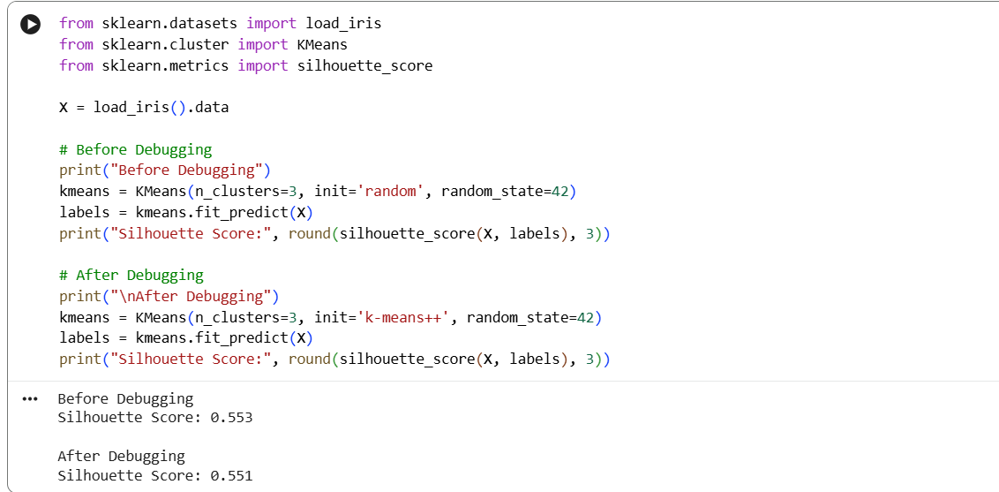 from sklearn.datasets import load_iris
from sklearn.cluster import KMeans
from sklearn.metrics import silhouette_score
X = load_iris().data
# Before Debugging
print("Before Debugging")
kmeans = KMeans(n_clusters=3, init='random', random_state=42)
labels = kmeans.fit_predict(X)
print("Silhouette Score:", round(silhouette_score(X, labels), 3))
# After Debugging
print("\nAfter Debugging")
kmeans = KMeans(n_clusters=3, init='k-means++', random_state=42)
labels = kmeans.fit_predict(X)
print("Silhouette Score:", round(silhouette_score(X, labels), 3))
Before Debugging
Silhouette Score: 0.553
After Debugging
Silhouette Score: 0.551